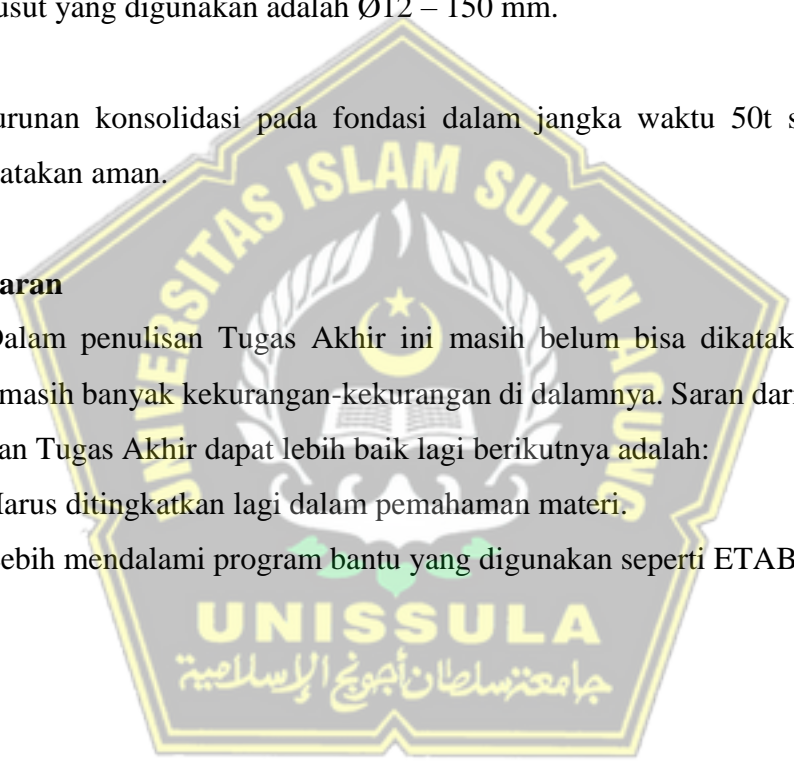 usut yang digunakan adalah Ø12 – 150 mm.
urunan konsolidasi pada fondasi dalam jangka waktu 50t s
atakan aman.
aran
Dalam penulisan Tugas Akhir ini masih belum bisa dikatak
masih banyak kekurangan-kekurangan di dalamnya. Saran dari
an Tugas Akhir dapat lebih baik lagi berikutnya adalah:
Harus ditingkatkan lagi dalam pemahaman materi.
ebih mendalami program bantu yang digunakan seperti ETAB
UNIVERSITAS ISLAM SULTAN AGUNG
UNISSULA
جامعة سلطان أجونج الإسلامية